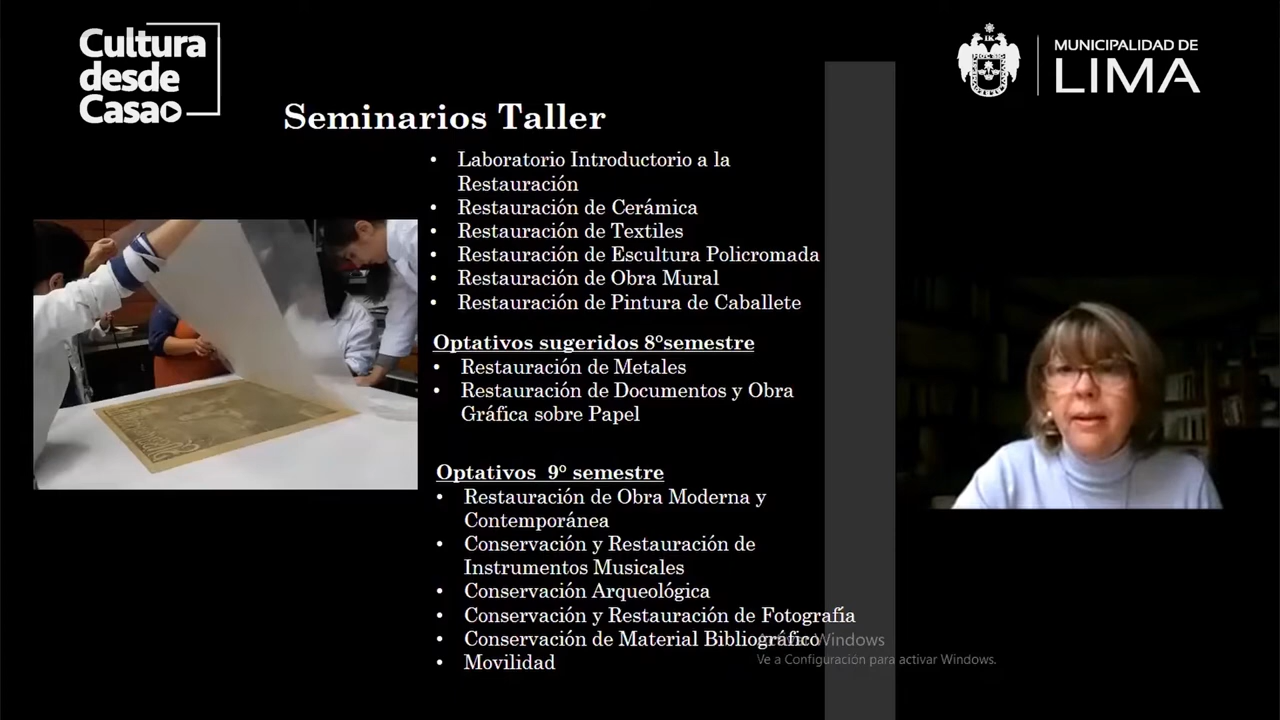 Cultura
desde
Casa
MUNICIPALIDAD DE
LIMA
Seminarios Taller
• Laboratorio Introductorio a la
Restauración
• Restauración de Cerámica
• Restauración de Textiles
• Restauración de Escultura Policromada
• Restauración de Obra Mural
• Restauración de Pintura de Caballete
Optativos sugeridos 8ºsemestre
• Restauración de Metales
• Restauración de Documentos y Obra
Gráfica sobre Papel
Optativos 9º semestre
• Restauración de Obra Moderna y
Contemporánea
• Conservación y Restauración de
Instrumentos Musicales
• Conservación Arqueológica
• Conservación y Restauración de Fotografía
• Conservación de Material Bibliográfico
• Movilidad
Activar Windows
Ve a Configuración para activar Windows.